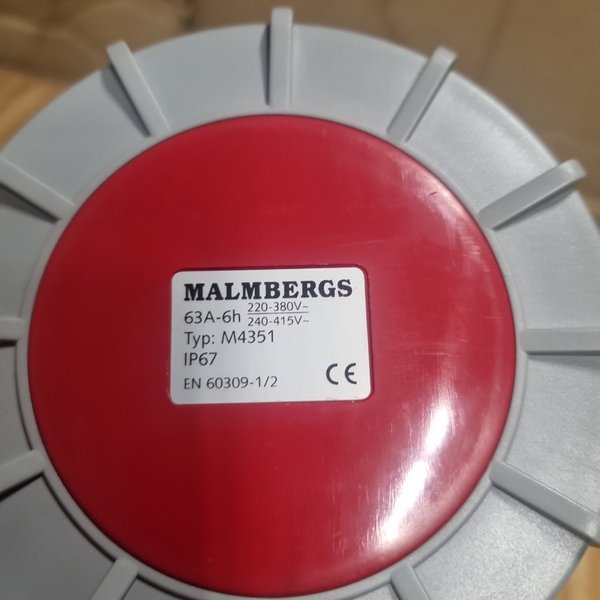 MALMBERGS
63A-6h 220-380V~
240-415V~
Typ: M4351
IP67
EN 60309-1/2 CE